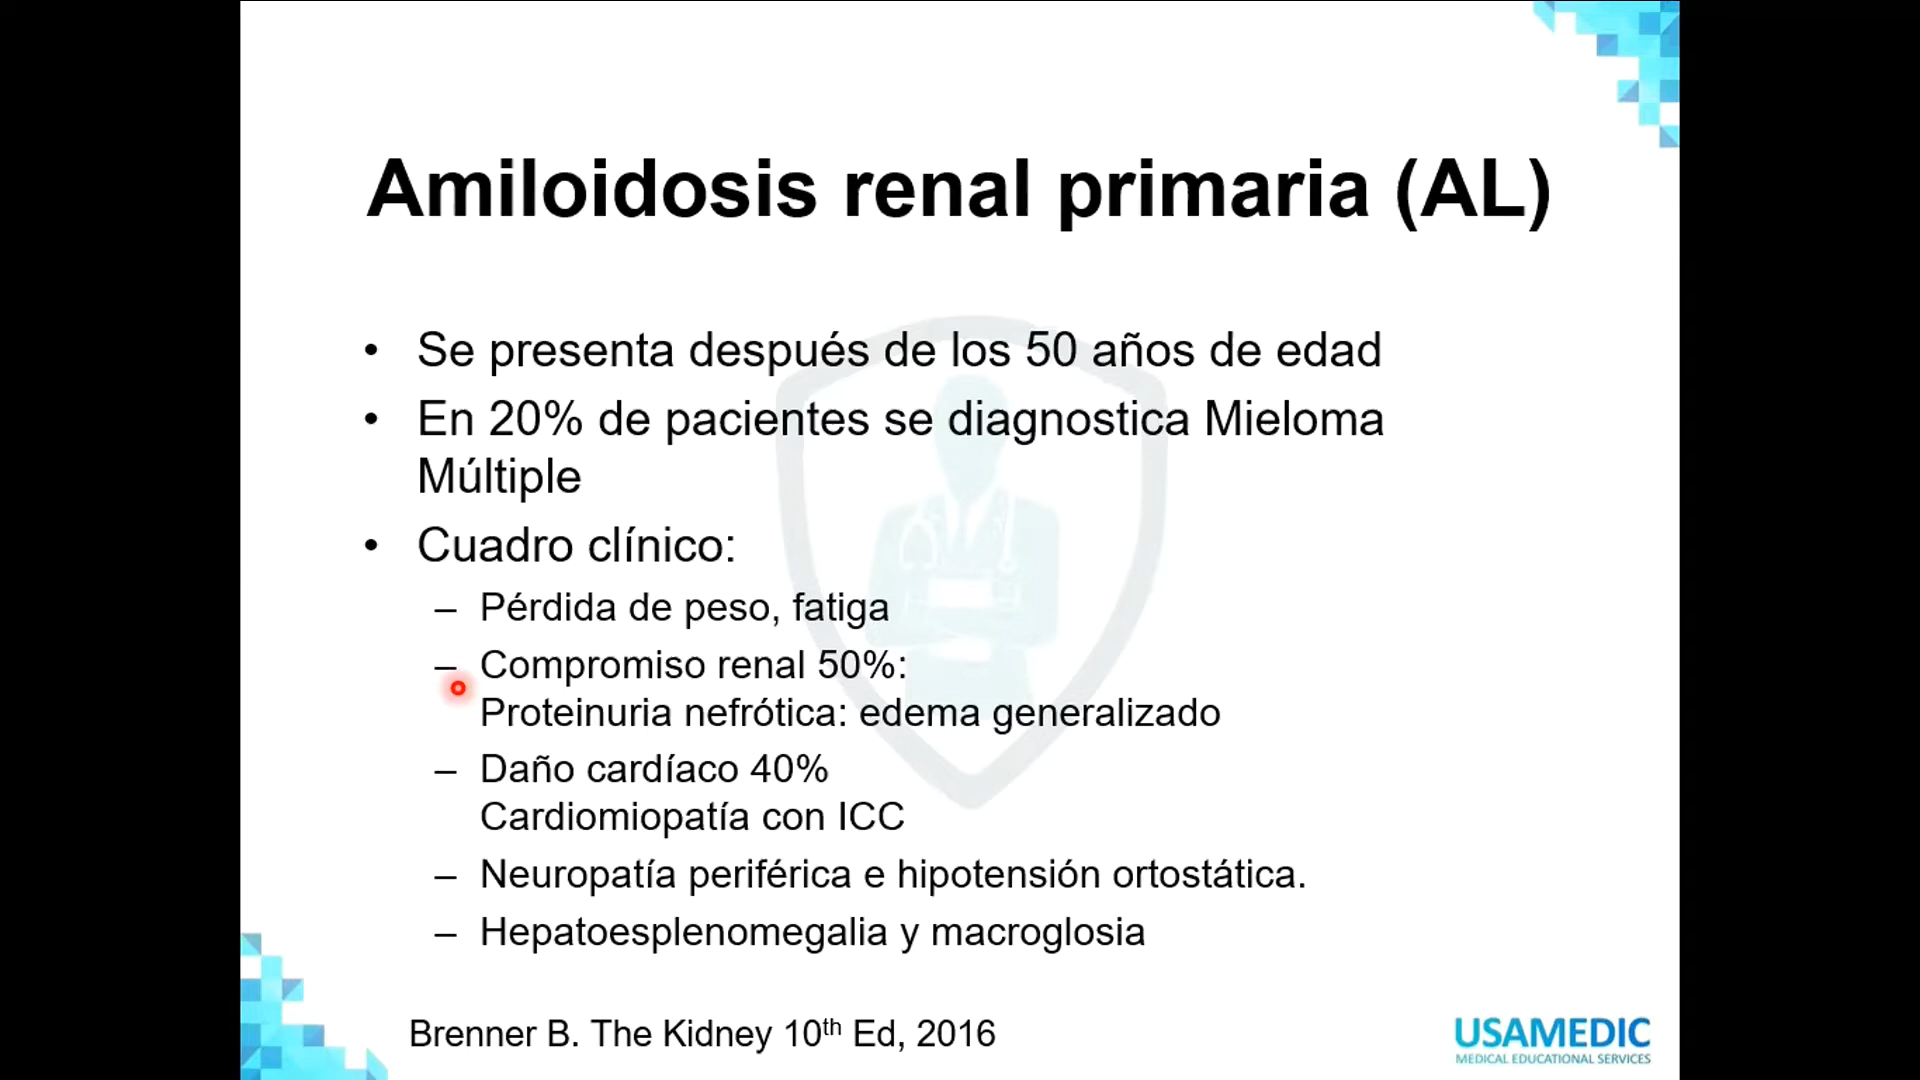 Amiloidosis renal primaria (AL)
• Se presenta después de los 50 años de edad
• En 20% de pacientes se diagnostica Mieloma
Múltiple
• Cuadro clínico:
– Pérdida de peso, fatiga
– Compromiso renal 50%:
Proteinuria nefrótica: edema generalizado
– Daño cardíaco 40%
Cardiomiopatía con ICC
– Neuropatía periférica e hipotensión ortostática.
– Hepatoesplenomegalia y macroglosia
Brenner B. The Kidney 10th Ed, 2016
USAMEDIC
MEDICAL EDUCATIONAL SERVICES